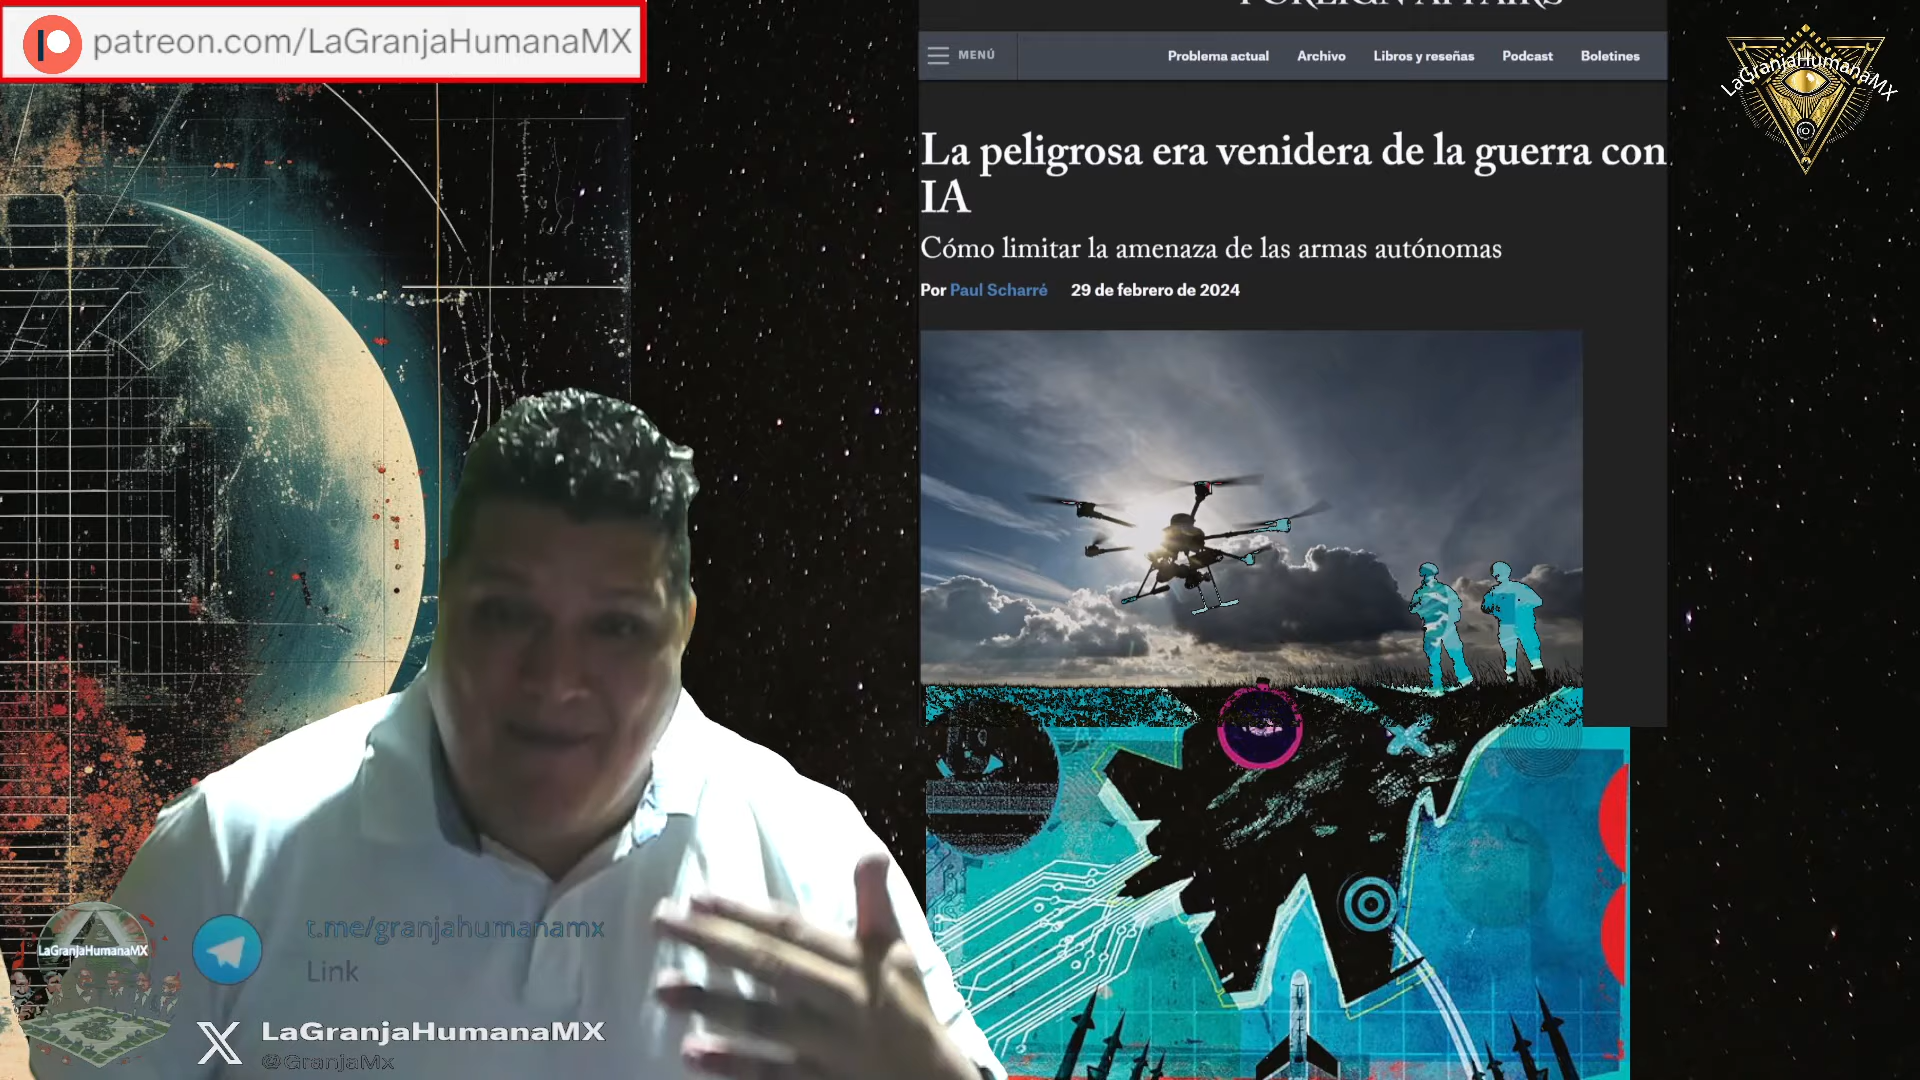 patreon.com/LaGranjaHumanaMX
FOREIGN AFFAIRS
MENÚ
Problema actual
Archivo
Libros y reseñas
Podcast
Boletines
LaGranjaHumanaMX
La peligrosa era venidera de la guerra con
IA
Cómo limitar la amenaza de las armas autónomas
Por Paul Scharré 29 de febrero de 2024
LaGranjaHumanaMX
t.me/granjahumanamx
Link
LaGranjaHumanaMX
@GranjaMx